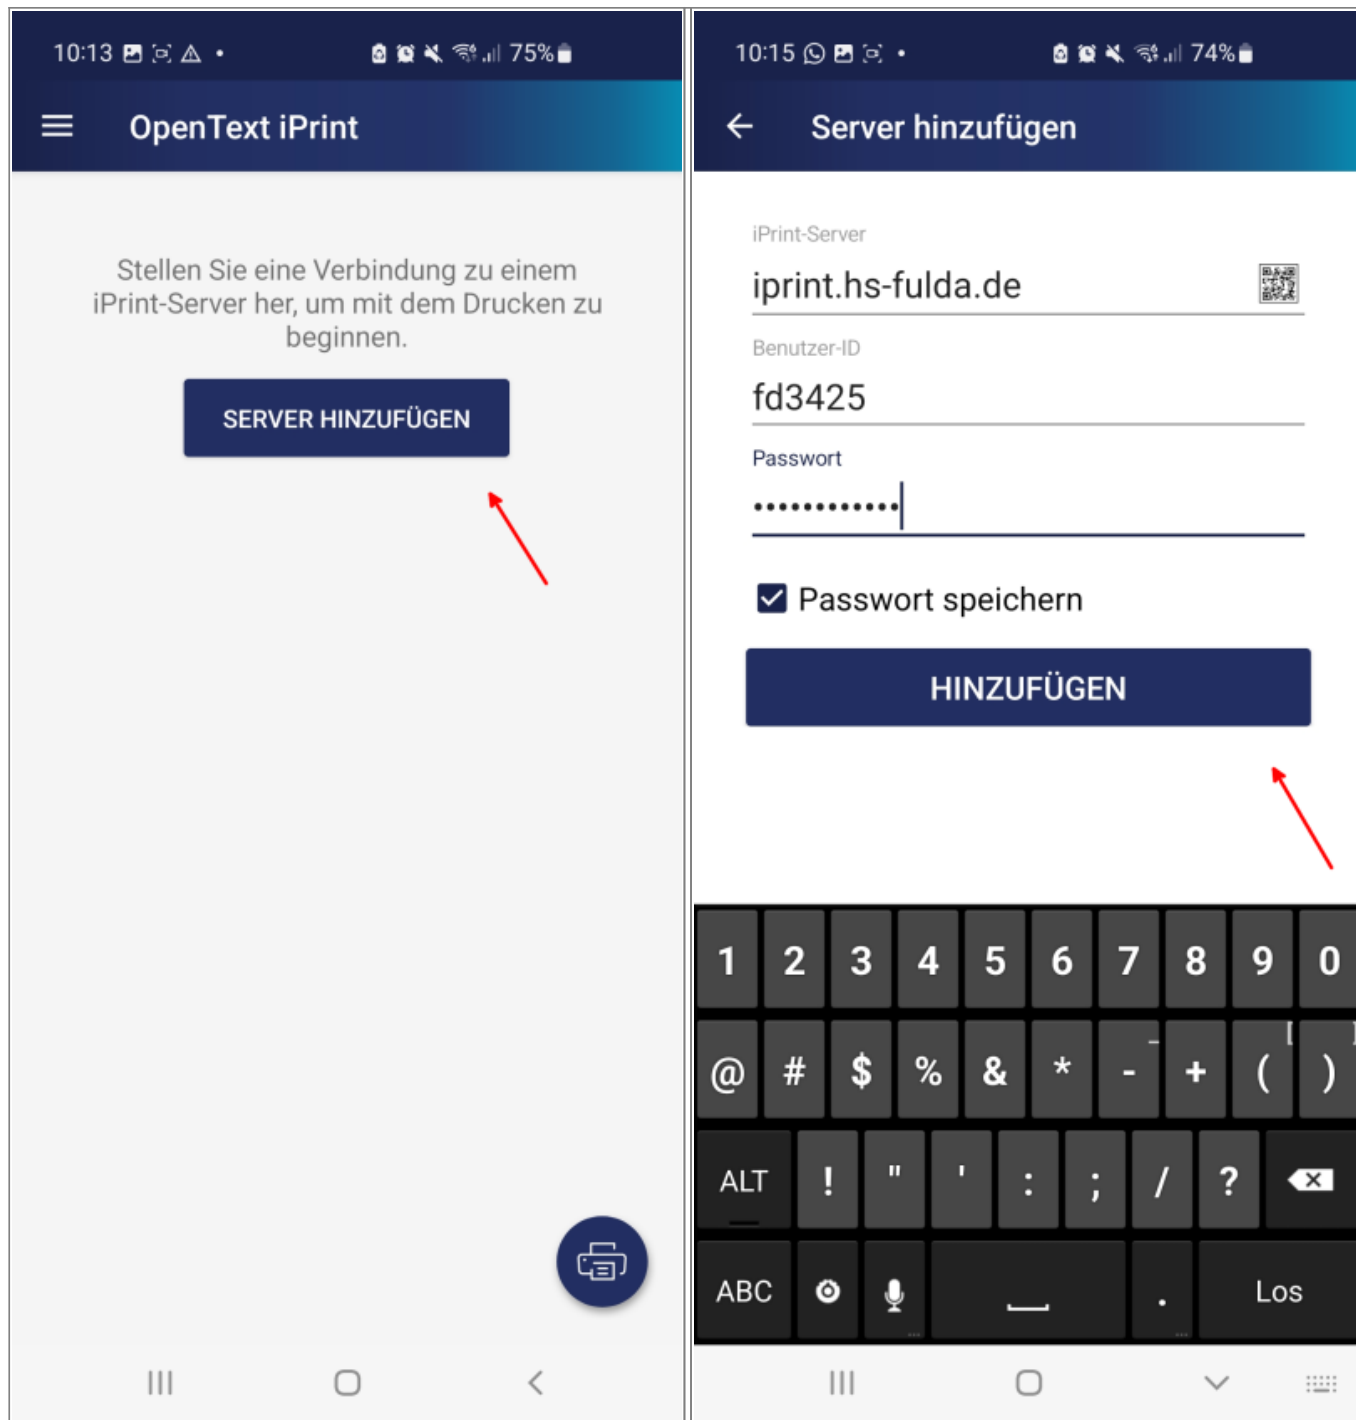 10:13
75%
OpenText iPrint
Stellen Sie eine Verbindung zu einem
iPrint-Server her, um mit dem Drucken zu
beginnen.
SERVER HINZUFÜGEN
10:15
74%
Server hinzufügen
iPrint-Server
iprint.hs-fulda.de
Benutzer-ID
fd3425
Passwort
••••••••••••
Passwort speichern
HINZUFÜGEN
1 2 3 4 5 6 7 8 9 0
@ # $ % & * - _ + ( [ ) ]
ALT ! " ' : ; / ?
ABC . Los